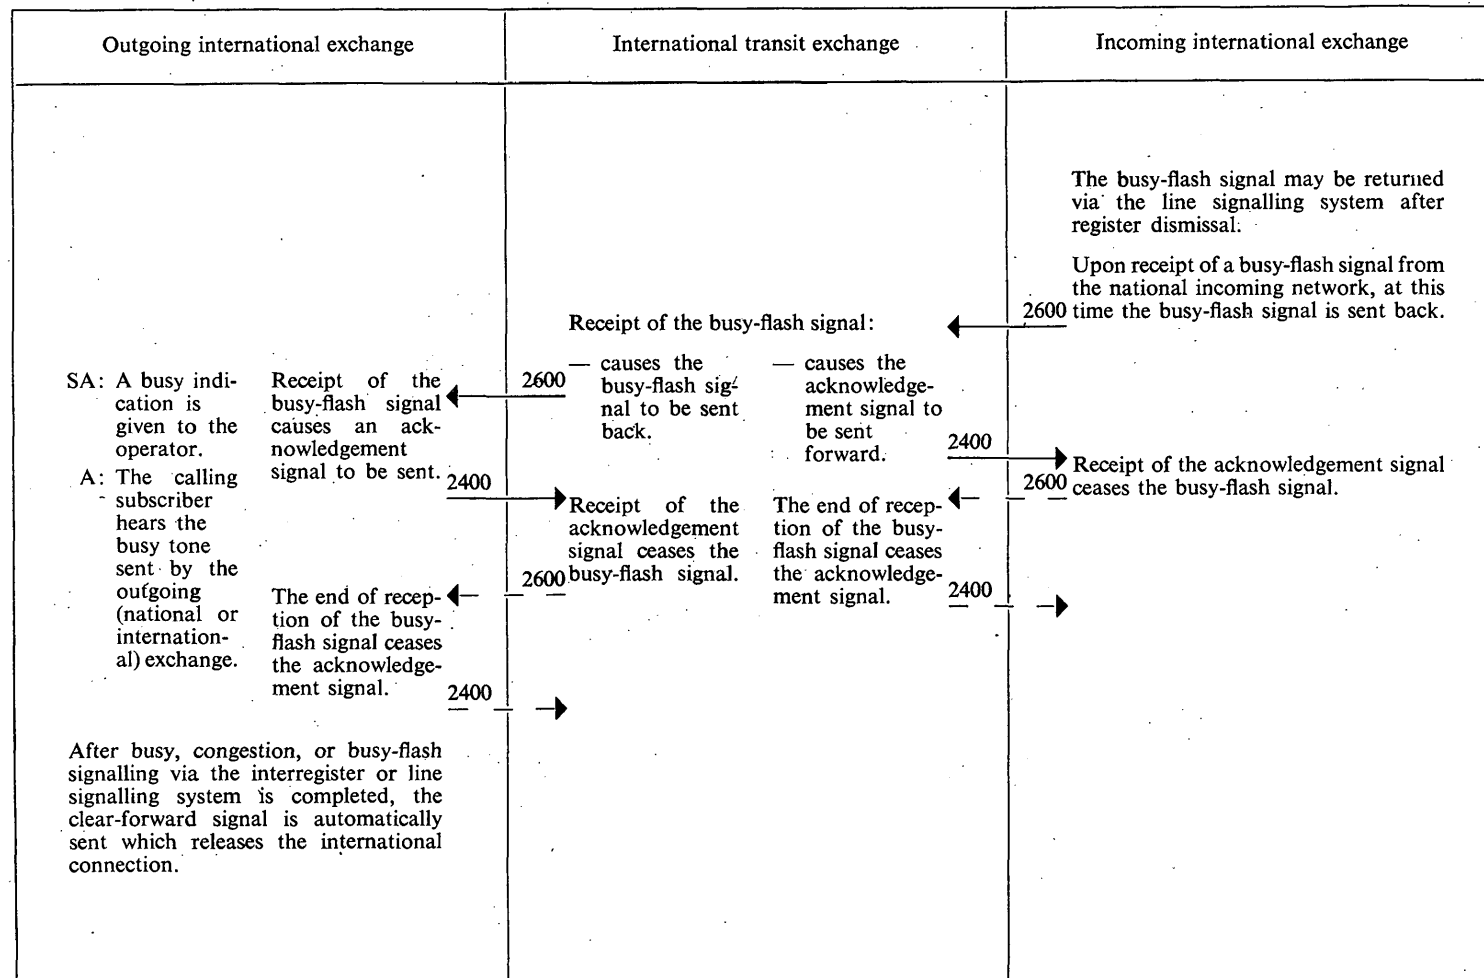 Outgoing international exchange
International transit exchange
Incoming international exchange
The busy-flash signal may be returned
via the line signalling system after
register dismissal:
Upon receipt of a busy-flash signal from
the national incoming network, at this
time the busy-flash signal is sent back.
2600
Receipt of the busy-flash signal:
— causes the
busy-flash sig-
nal to be sent
back.
— causes the
acknowledge-
ment signal to
be sent
forward.
2600
2400
SA: A busy indi-
cation is
given to the
operator.
A: The calling
subscriber
hears the
busy tone
sent by the
outgoing
(national or
internation-
al) exchange.
Receipt of the
busy-flash signal
causes an ack-
nowledgement
signal to be sent.
2400
Receipt of the acknowledgement signal
ceases the busy-flash signal.
2600
Receipt of the
acknowledgement
signal ceases the
busy-flash signal.
The end of recep-
tion of the busy-
flash signal ceases
the acknowledge-
ment signal.
2600
2400
The end of recep-
tion of the busy-
flash signal ceases
the acknowledge-
ment signal.
2400
After busy, congestion, or busy-flash
signalling via the interregister or line
signalling system is completed, the
clear-forward signal is automatically
sent which releases the international
connection.